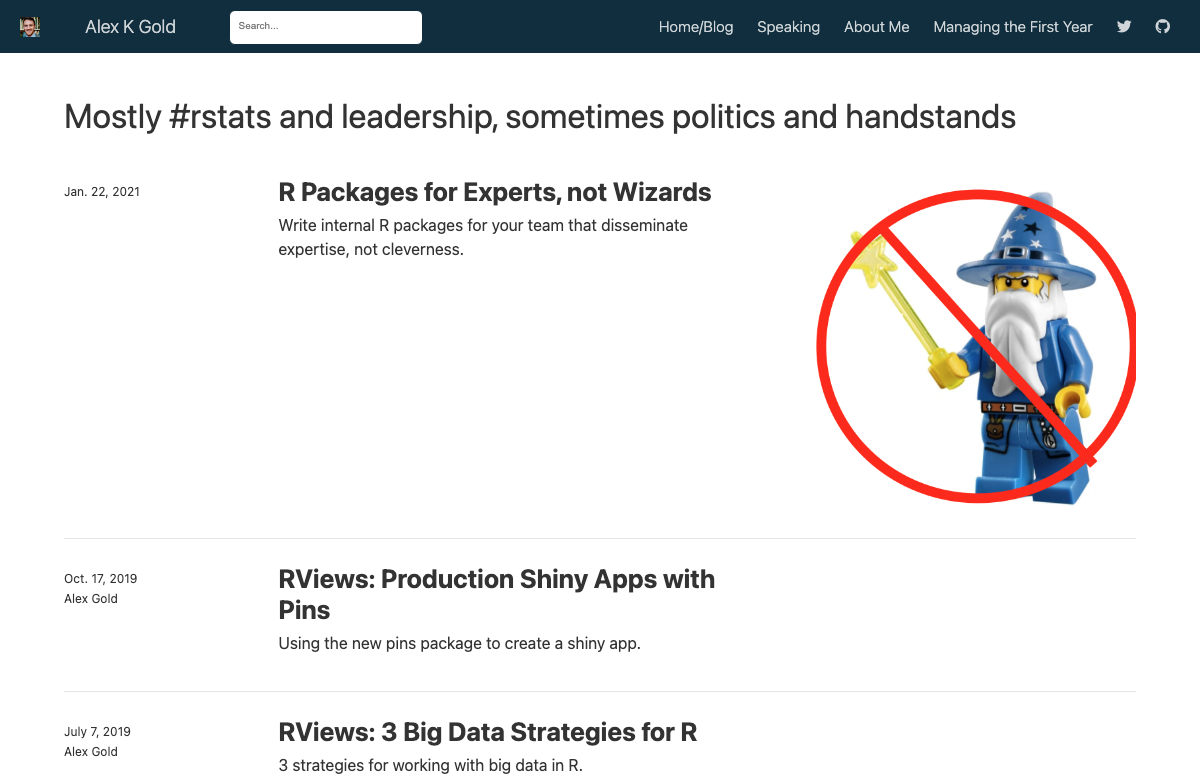 Alex K Gold
Search...
Home/Blog
Speaking
About Me
Managing the First Year
Mostly #rstats and leadership, sometimes politics and handstands
Jan. 22, 2021
R Packages for Experts, not Wizards
Write internal R packages for your team that disseminate
expertise, not cleverness.
Oct. 17, 2019
Alex Gold
RViews: Production Shiny Apps with
Pins
Using the new pins package to create a shiny app.
July 7, 2019
Alex Gold
RViews: 3 Big Data Strategies for R
3 strategies for working with big data in R.